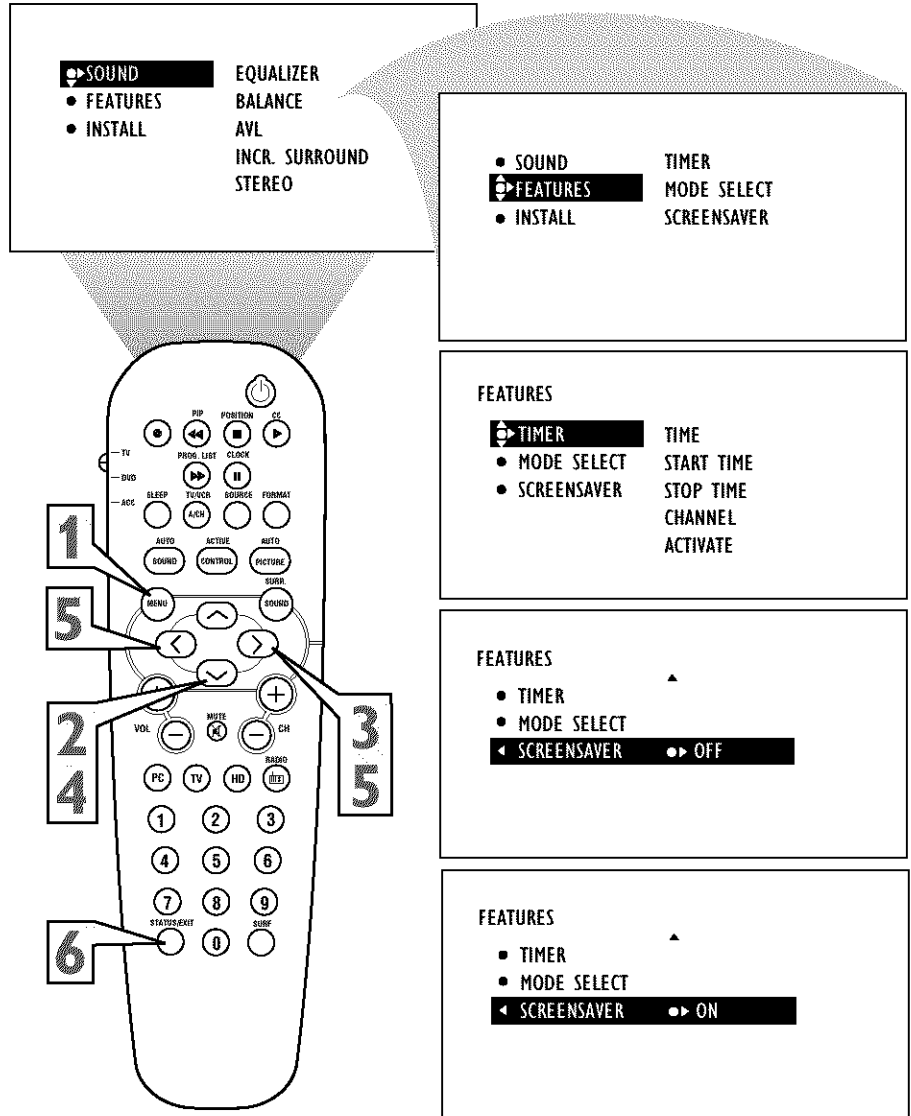 SOUND EQUALIZER
FEATURES BALANCE
INSTALL AVL
INCR. SURROUND
STEREO
SOUND TIMER
FEATURES MODE SELECT
INSTALL SCREENSAVER
FEATURES
TIMER TIME
MODE SELECT START TIME
SCREENSAVER STOP TIME
CHANNEL
ACTIVATE
FEATURES
TIMER
MODE SELECT
SCREENSAVER OFF
FEATURES
TIMER
MODE SELECT
SCREENSAVER ON
PIP POSITION CC
TV
PROG. LIST CLOCK
DVD
ACC
SLEEP TV/VCR SOURCE FORMAT
A/CH
AUTO ACTIVE AUTO
SOUND CONTROL PICTURE
SURR.
MENU SOUND
VOL MUTE CH
RADIO
PC TV HD
1 2 3
4 5 6
7 8 9
STATUS/EXIT SURF
0
1
5
2
4
3
5
6